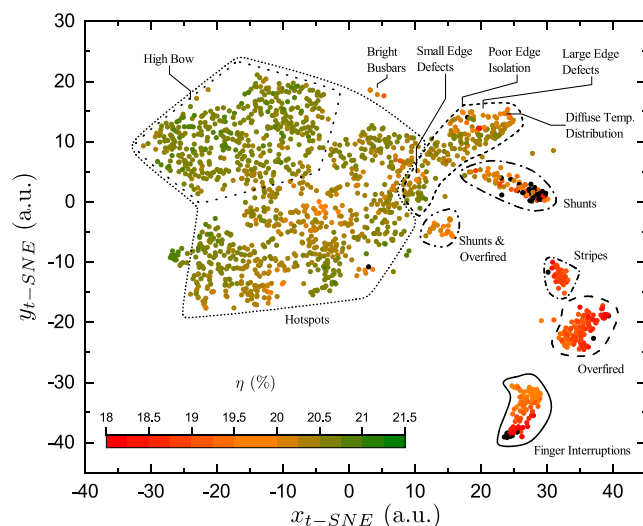 30
20
10
0
-10
-20
-30
-40
y_{t-SNE} (a.u.)
High Bow
Bright
Busbars
Small Edge
Defects
Poor Edge
Isolation
Large Edge
Defects
Diffuse Temp.
Distribution
Shunts
Shunts &
Overfired
Stripes
Hotspots
Overfired
Finger Interruptions
η (%)
18 18.5 19 19.5 20 20.5 21 21.5
-40 -30 -20 -10 0 10 20 30 40
x_{t-SNE} (a.u.)